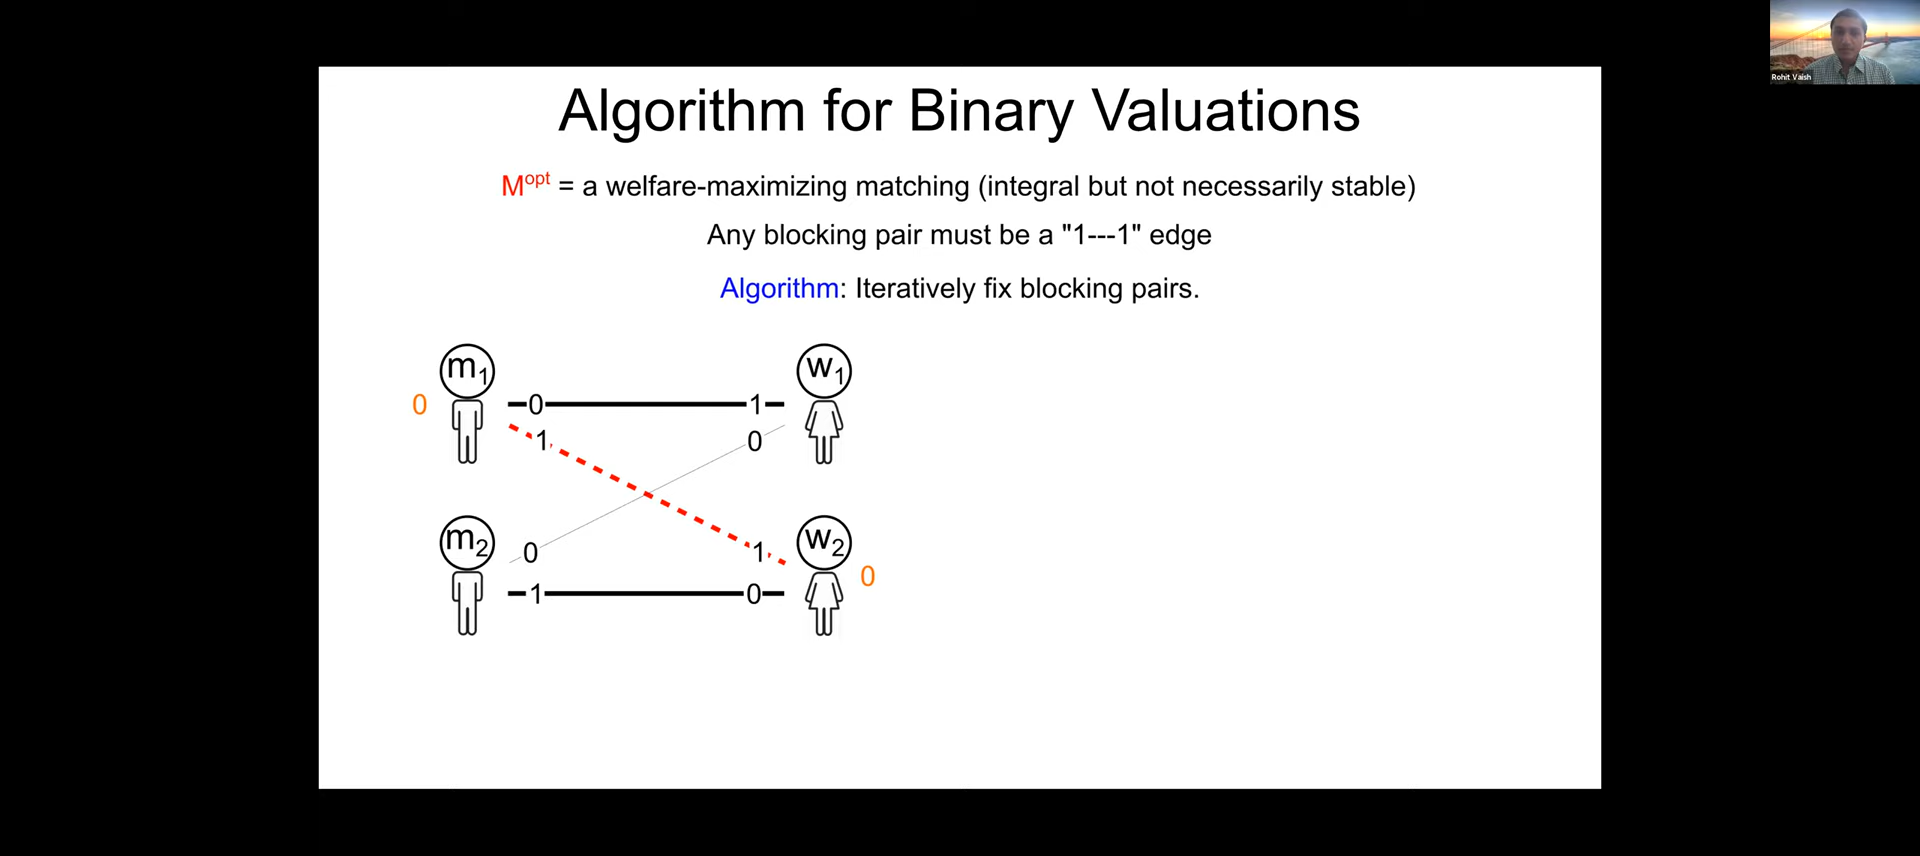 Rohit Vaish
Algorithm for Binary Valuations
M^opt = a welfare-maximizing matching (integral but not necessarily stable)
Any blocking pair must be a "1---1" edge
Algorithm: Iteratively fix blocking pairs.
m₁ w₁
0 0 1
1 0
m₂ w₂
0 1
0
1 0